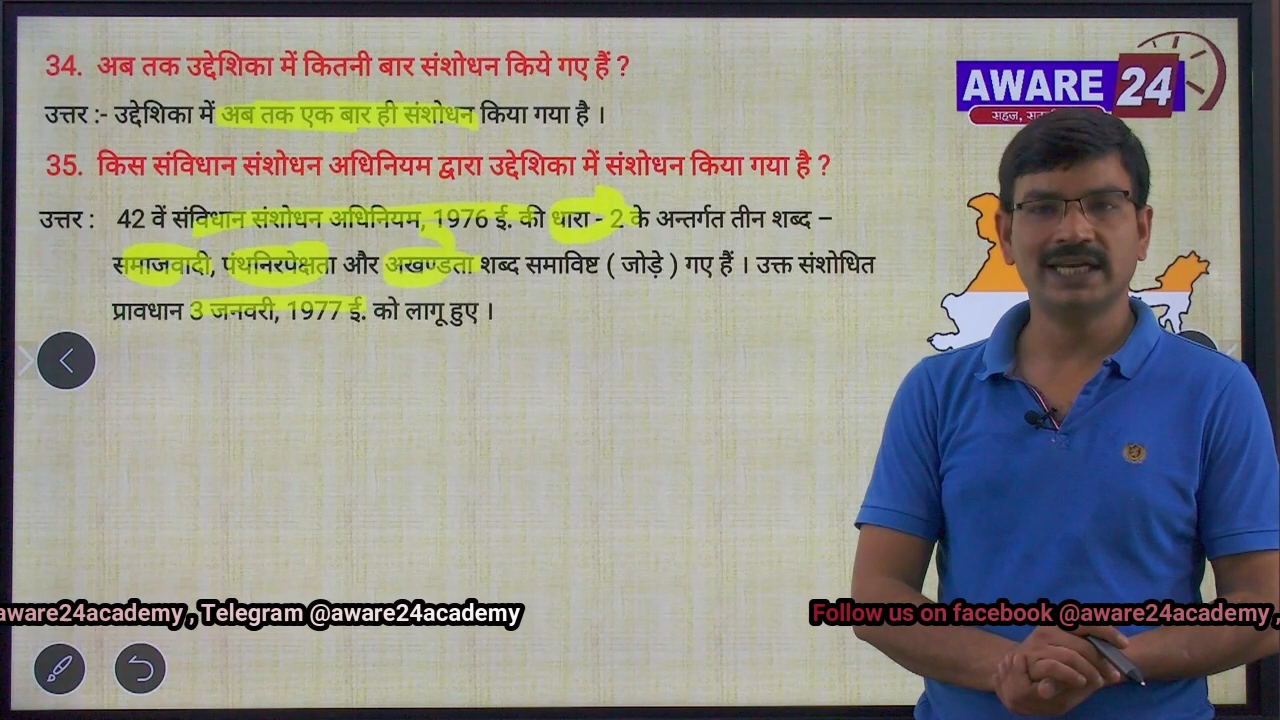 34. अब तक उद्देशिका में कितनी बार संशोधन किये गए हैं ?
उत्तर :- उद्देशिका में अब तक एक बार ही संशोधन किया गया है ।
35. किस संविधान संशोधन अधिनियम द्वारा उद्देशिका में संशोधन किया गया है ?
उत्तर : 42 वें संविधान संशोधन अधिनियम, 1976 ई. की धारा - 2 के अन्तर्गत तीन शब्द –
समाजवादी, पंथनिरपेक्षता और अखण्डता शब्द समाविष्ट ( जोड़े ) गए हैं । उक्त संशोधित
प्रावधान 3 जनवरी, 1977 ई. को लागू हुए ।
AWARE 24
सहज,
aware24academy , Telegram @aware24academy
Follow us on facebook @aware24academy ,